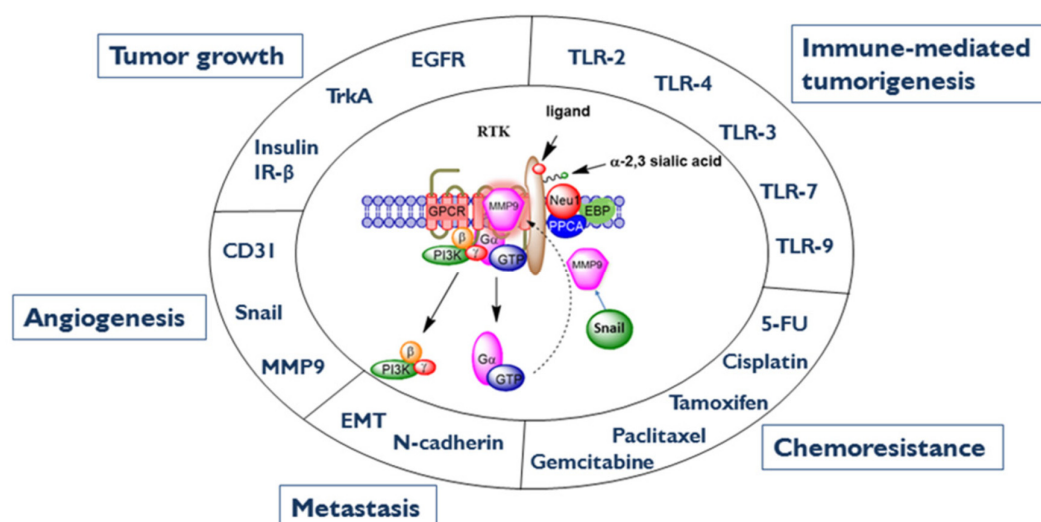 Tumor growth
EGFR
TrkA
Insulin
IR-β
TLR-2
TLR-4
TLR-3
TLR-7
TLR-9
Immune-mediated
tumorigenesis
ligand
RTK
α-2,3 sialic acid
GPCR
MMP9
Neu1
EBP
PPCA
β
Gα
PI3K
γ
GTP
MMP9
Snail
β
PI3K
γ
Gα
GTP
CD31
Snail
MMP9
Angiogenesis
EMT
N-cadherin
Metastasis
5-FU
Cisplatin
Tamoxifen
Paclitaxel
Gemcitabine
Chemoresistance